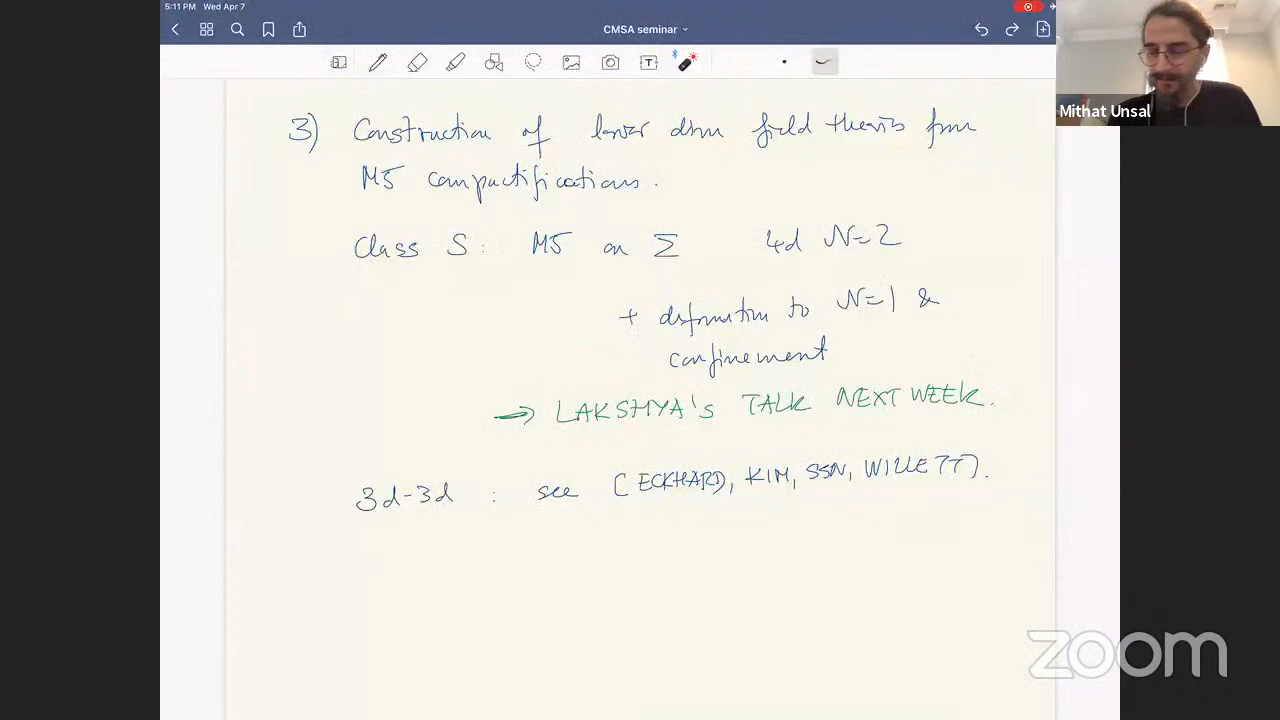 5:11 PM Wed Apr 7
CMSA seminar
Mithat Unsal
3) Construction of lower dim field theories from
M5 compactifications.
Class S: M5 on Σ 4d N=2
+ deformation to N=1 &
confinement
→ LAKSHYA's TALK NEXT WEEK.
3d-3d : see [ECKHARD, KIM, SSN, WILLETT].
zoom